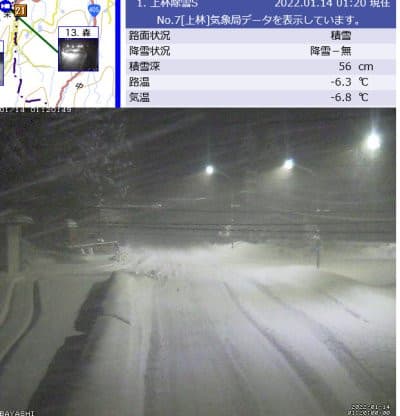 1. 上林除雪S 2022.01.14 01:20 現在
No.7[上林]気象局データを表示しています。
路面状況 積雪
降雪状況 降雪－無
積雪深 56 cm
路温 -6.3 ℃
気温 -6.8 ℃
21
13. 森
中
01/14 01:20:49
BAYASHI
2022-01-14
01:20:00:00